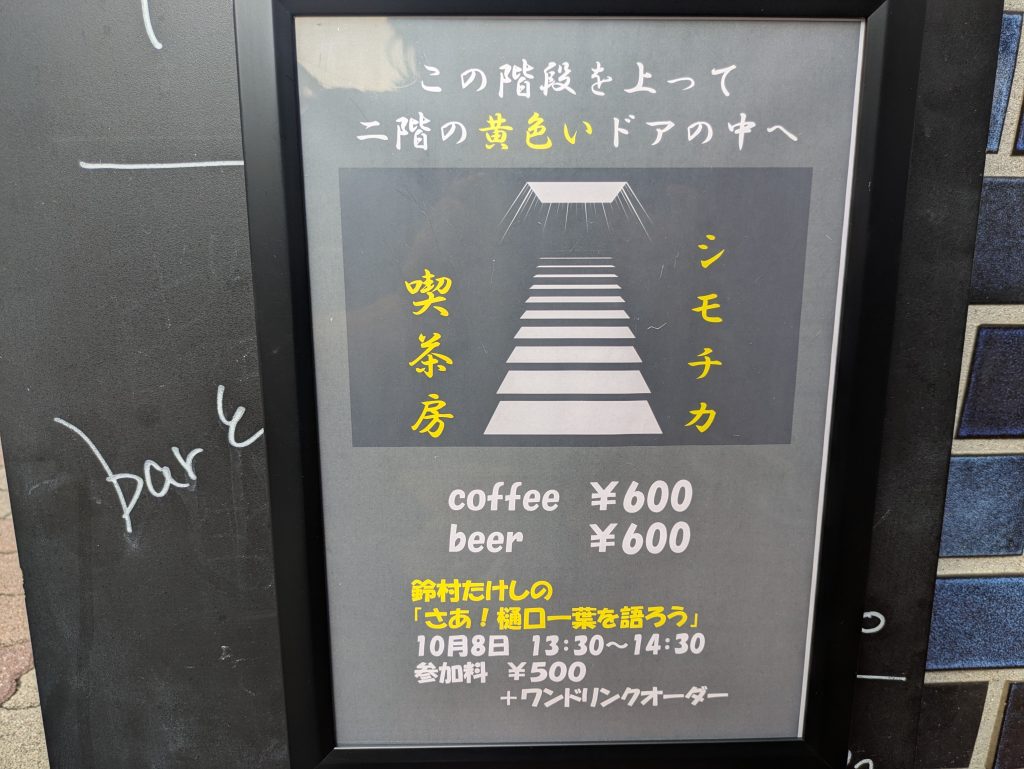 この階段を上って
二階の黄色いドアの中へ
シモチカ
喫茶房
coffee ¥600
beer ¥600
鈴村たけしの
「さあ！樋口一葉を語ろう」
10月8日 13:30～14:30
参加料 ¥500
＋ワンドリンクオーダー
bar &